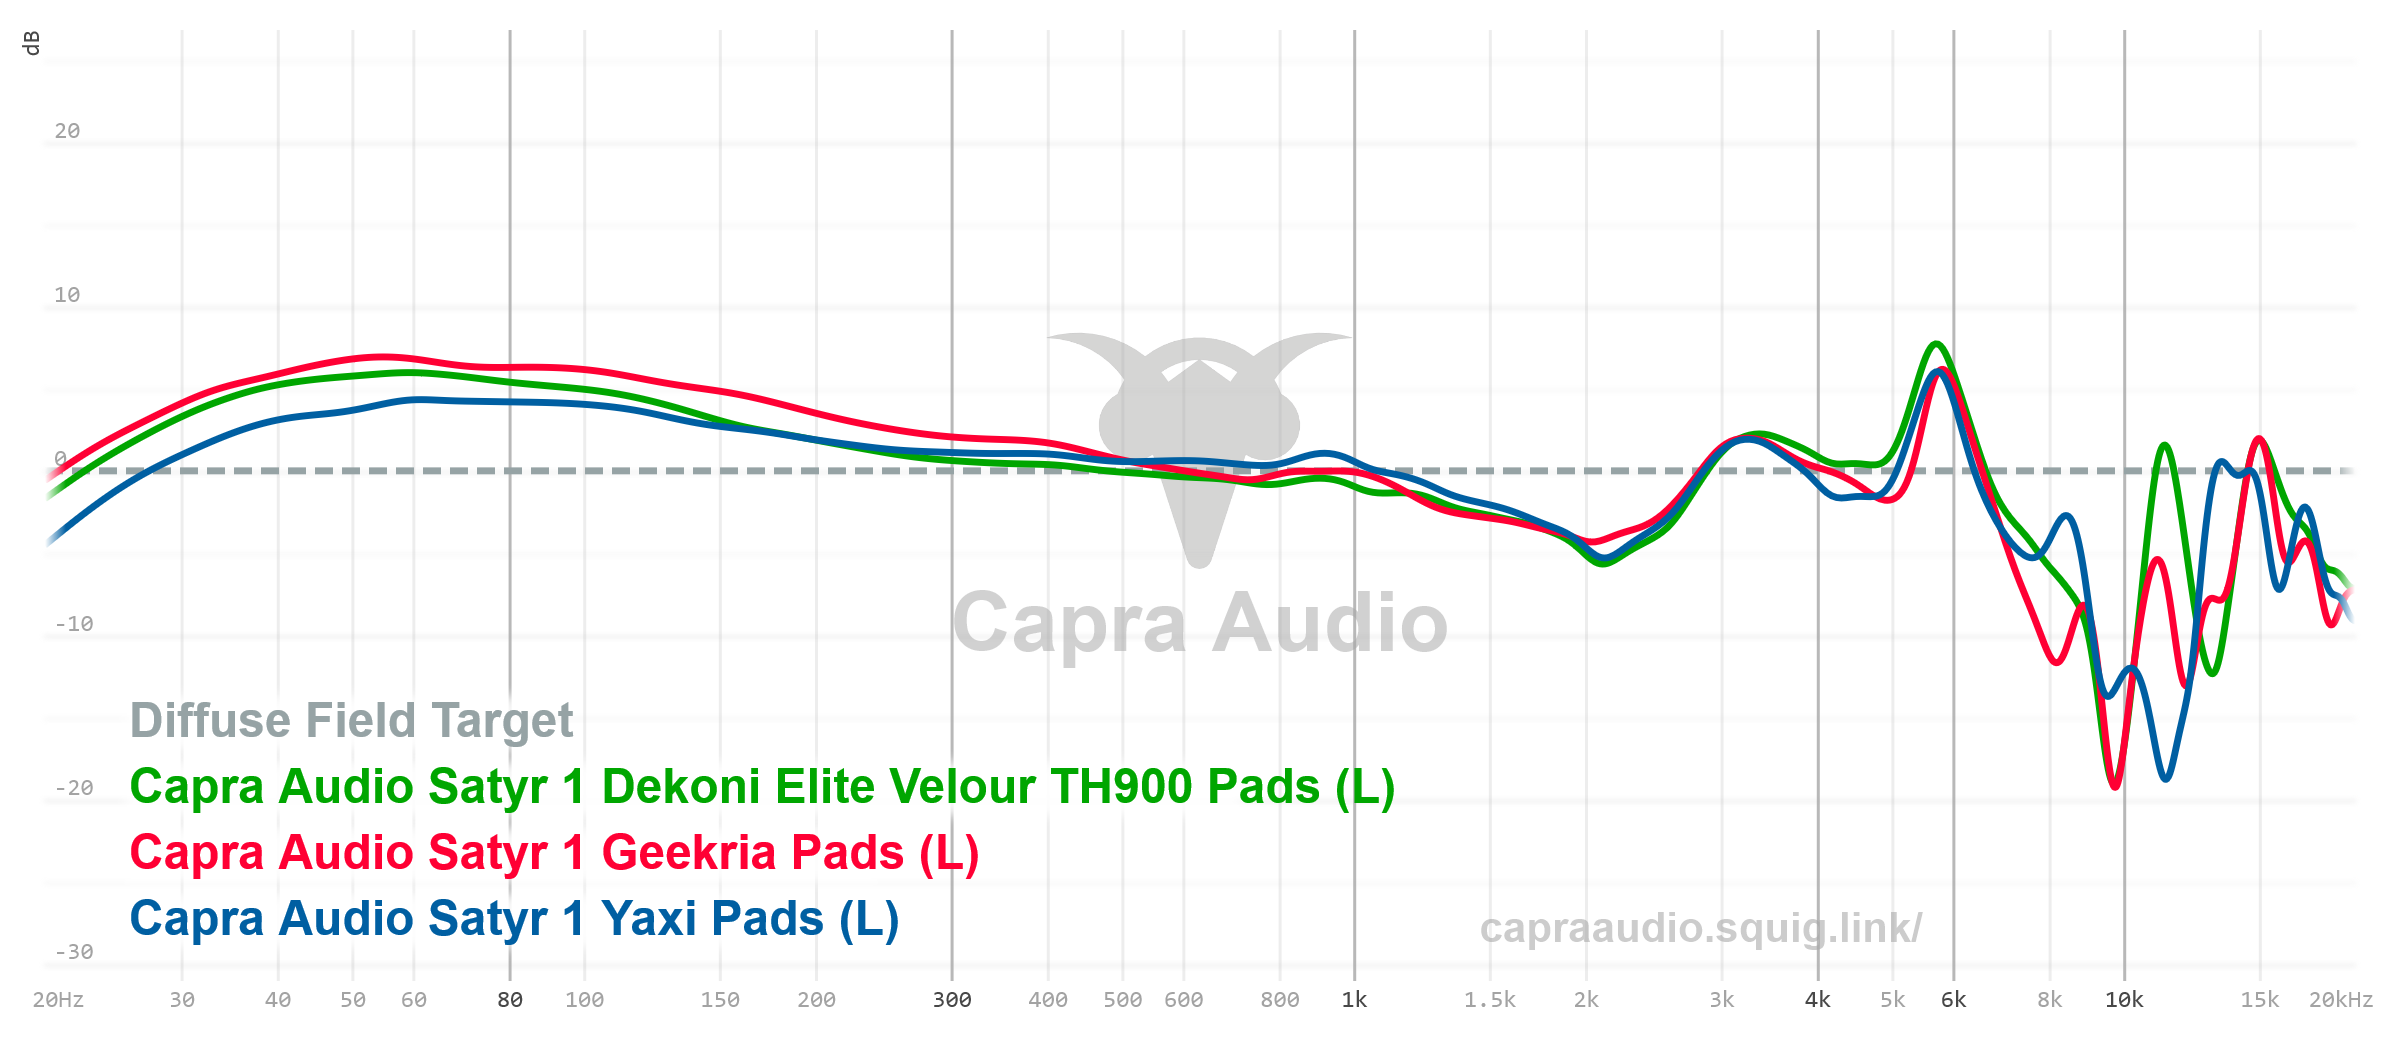 dB
20
10
0
-10
Capra Audio
Diffuse Field Target
Capra Audio Satyr 1 Dekoni Elite Velour TH900 Pads (L)
-20
Capra Audio Satyr 1 Geekria Pads (L)
Capra Audio Satyr 1 Yaxi Pads (L)
capraaudio.squig.link/
-30
20Hz 30 40 50 60 80 100 150 200 300 400 500 600 800 1k 1.5k 2k 3k 4k 5k 6k 8k 10k 15k 20kHz